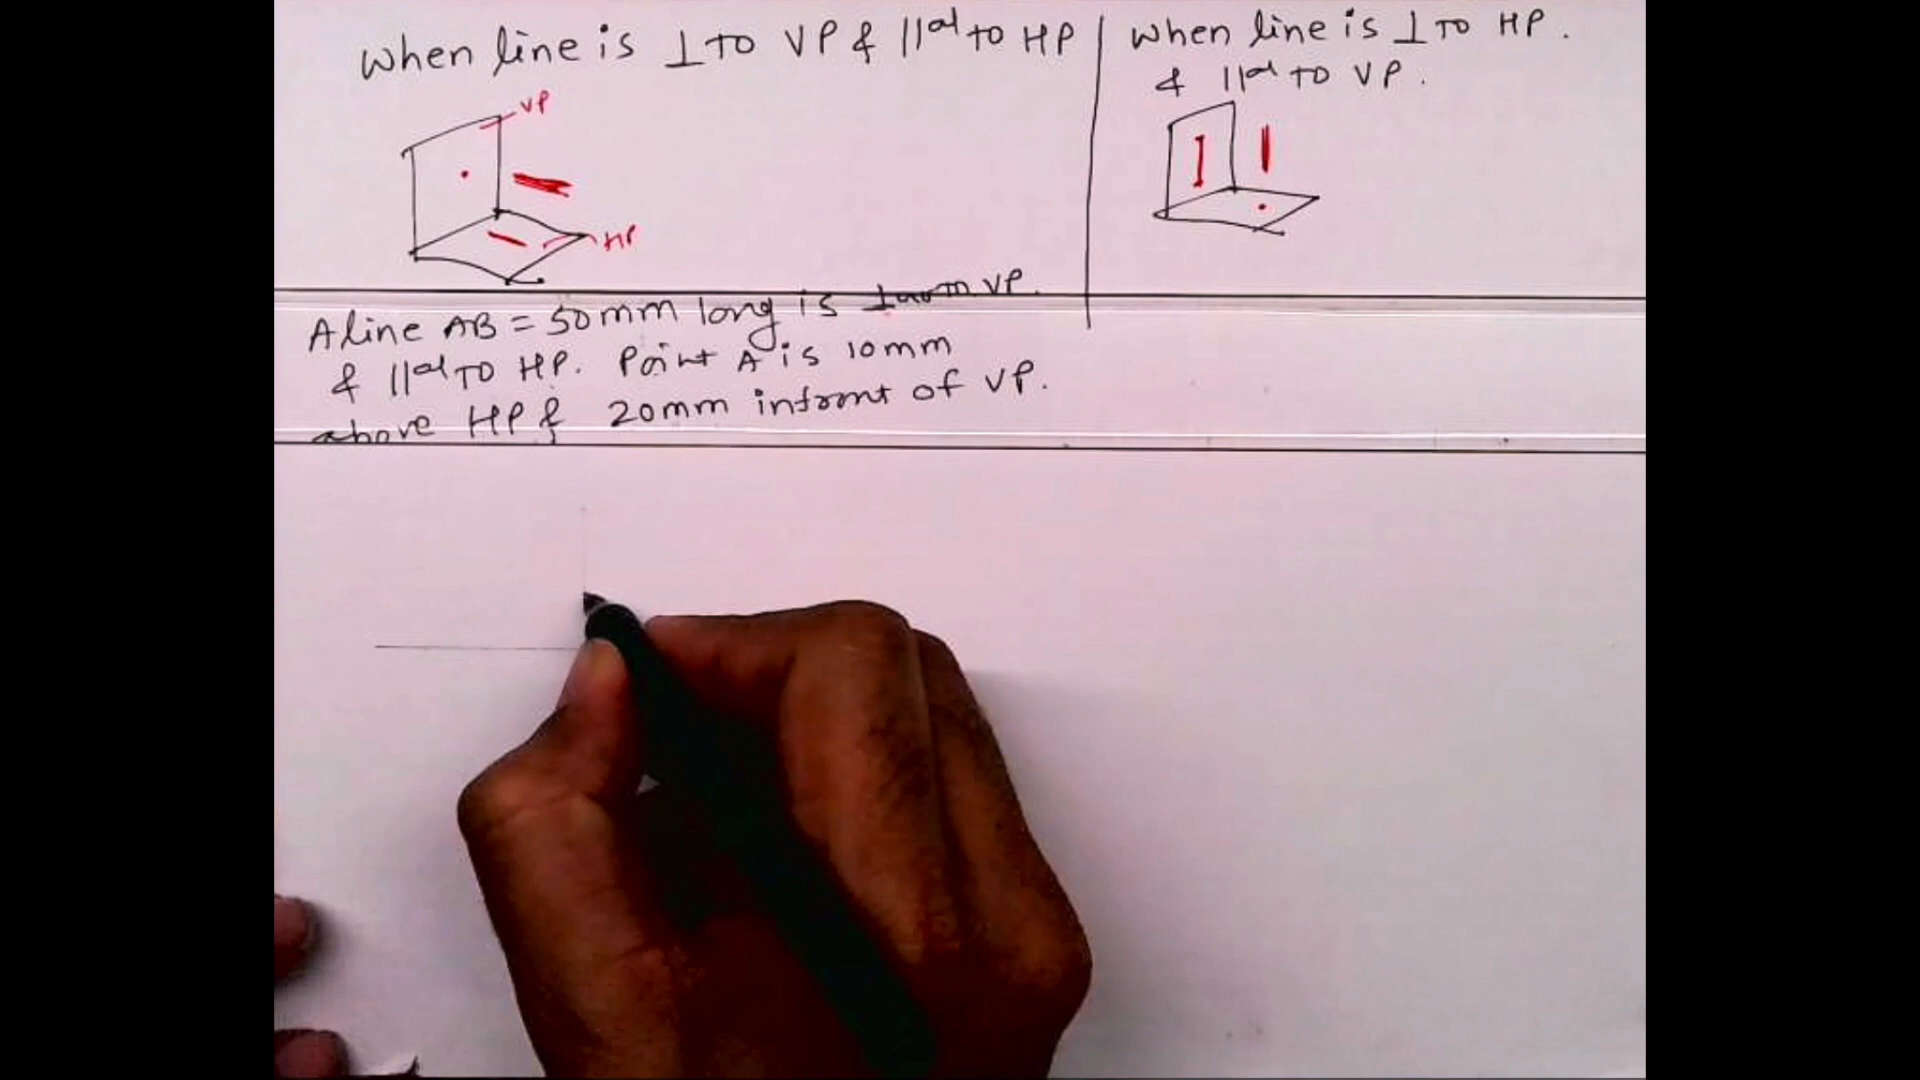 When line is ⊥ TO VP & ||al to HP
When line is ⊥ TO HP.
& ||al TO VP.
VP
HP
A line AB = 50mm long is VP.
& ||al TO HP. Point A is 10mm
above HP & 20mm infront of VP.